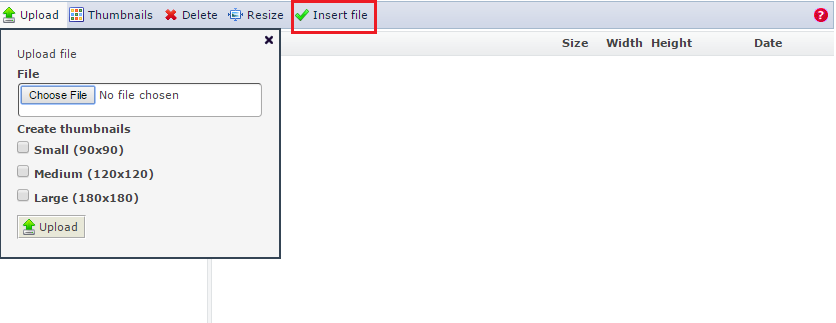 Upload Thumbnails Delete Resize Insert file ?
Size Width Height Date
Upload file
File
Choose File No file chosen
Create thumbnails
Small (90x90)
Medium (120x120)
Large (180x180)
Upload